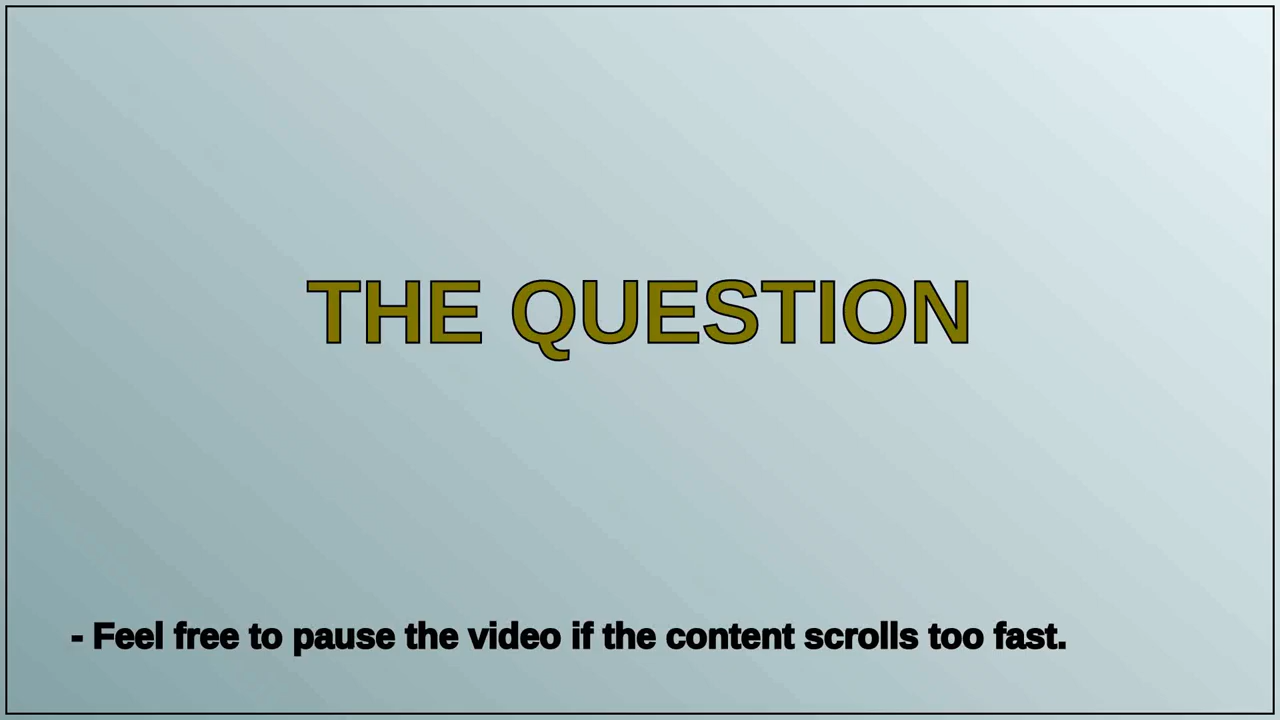 THE QUESTION
- Feel free to pause the video if the content scrolls too fast.